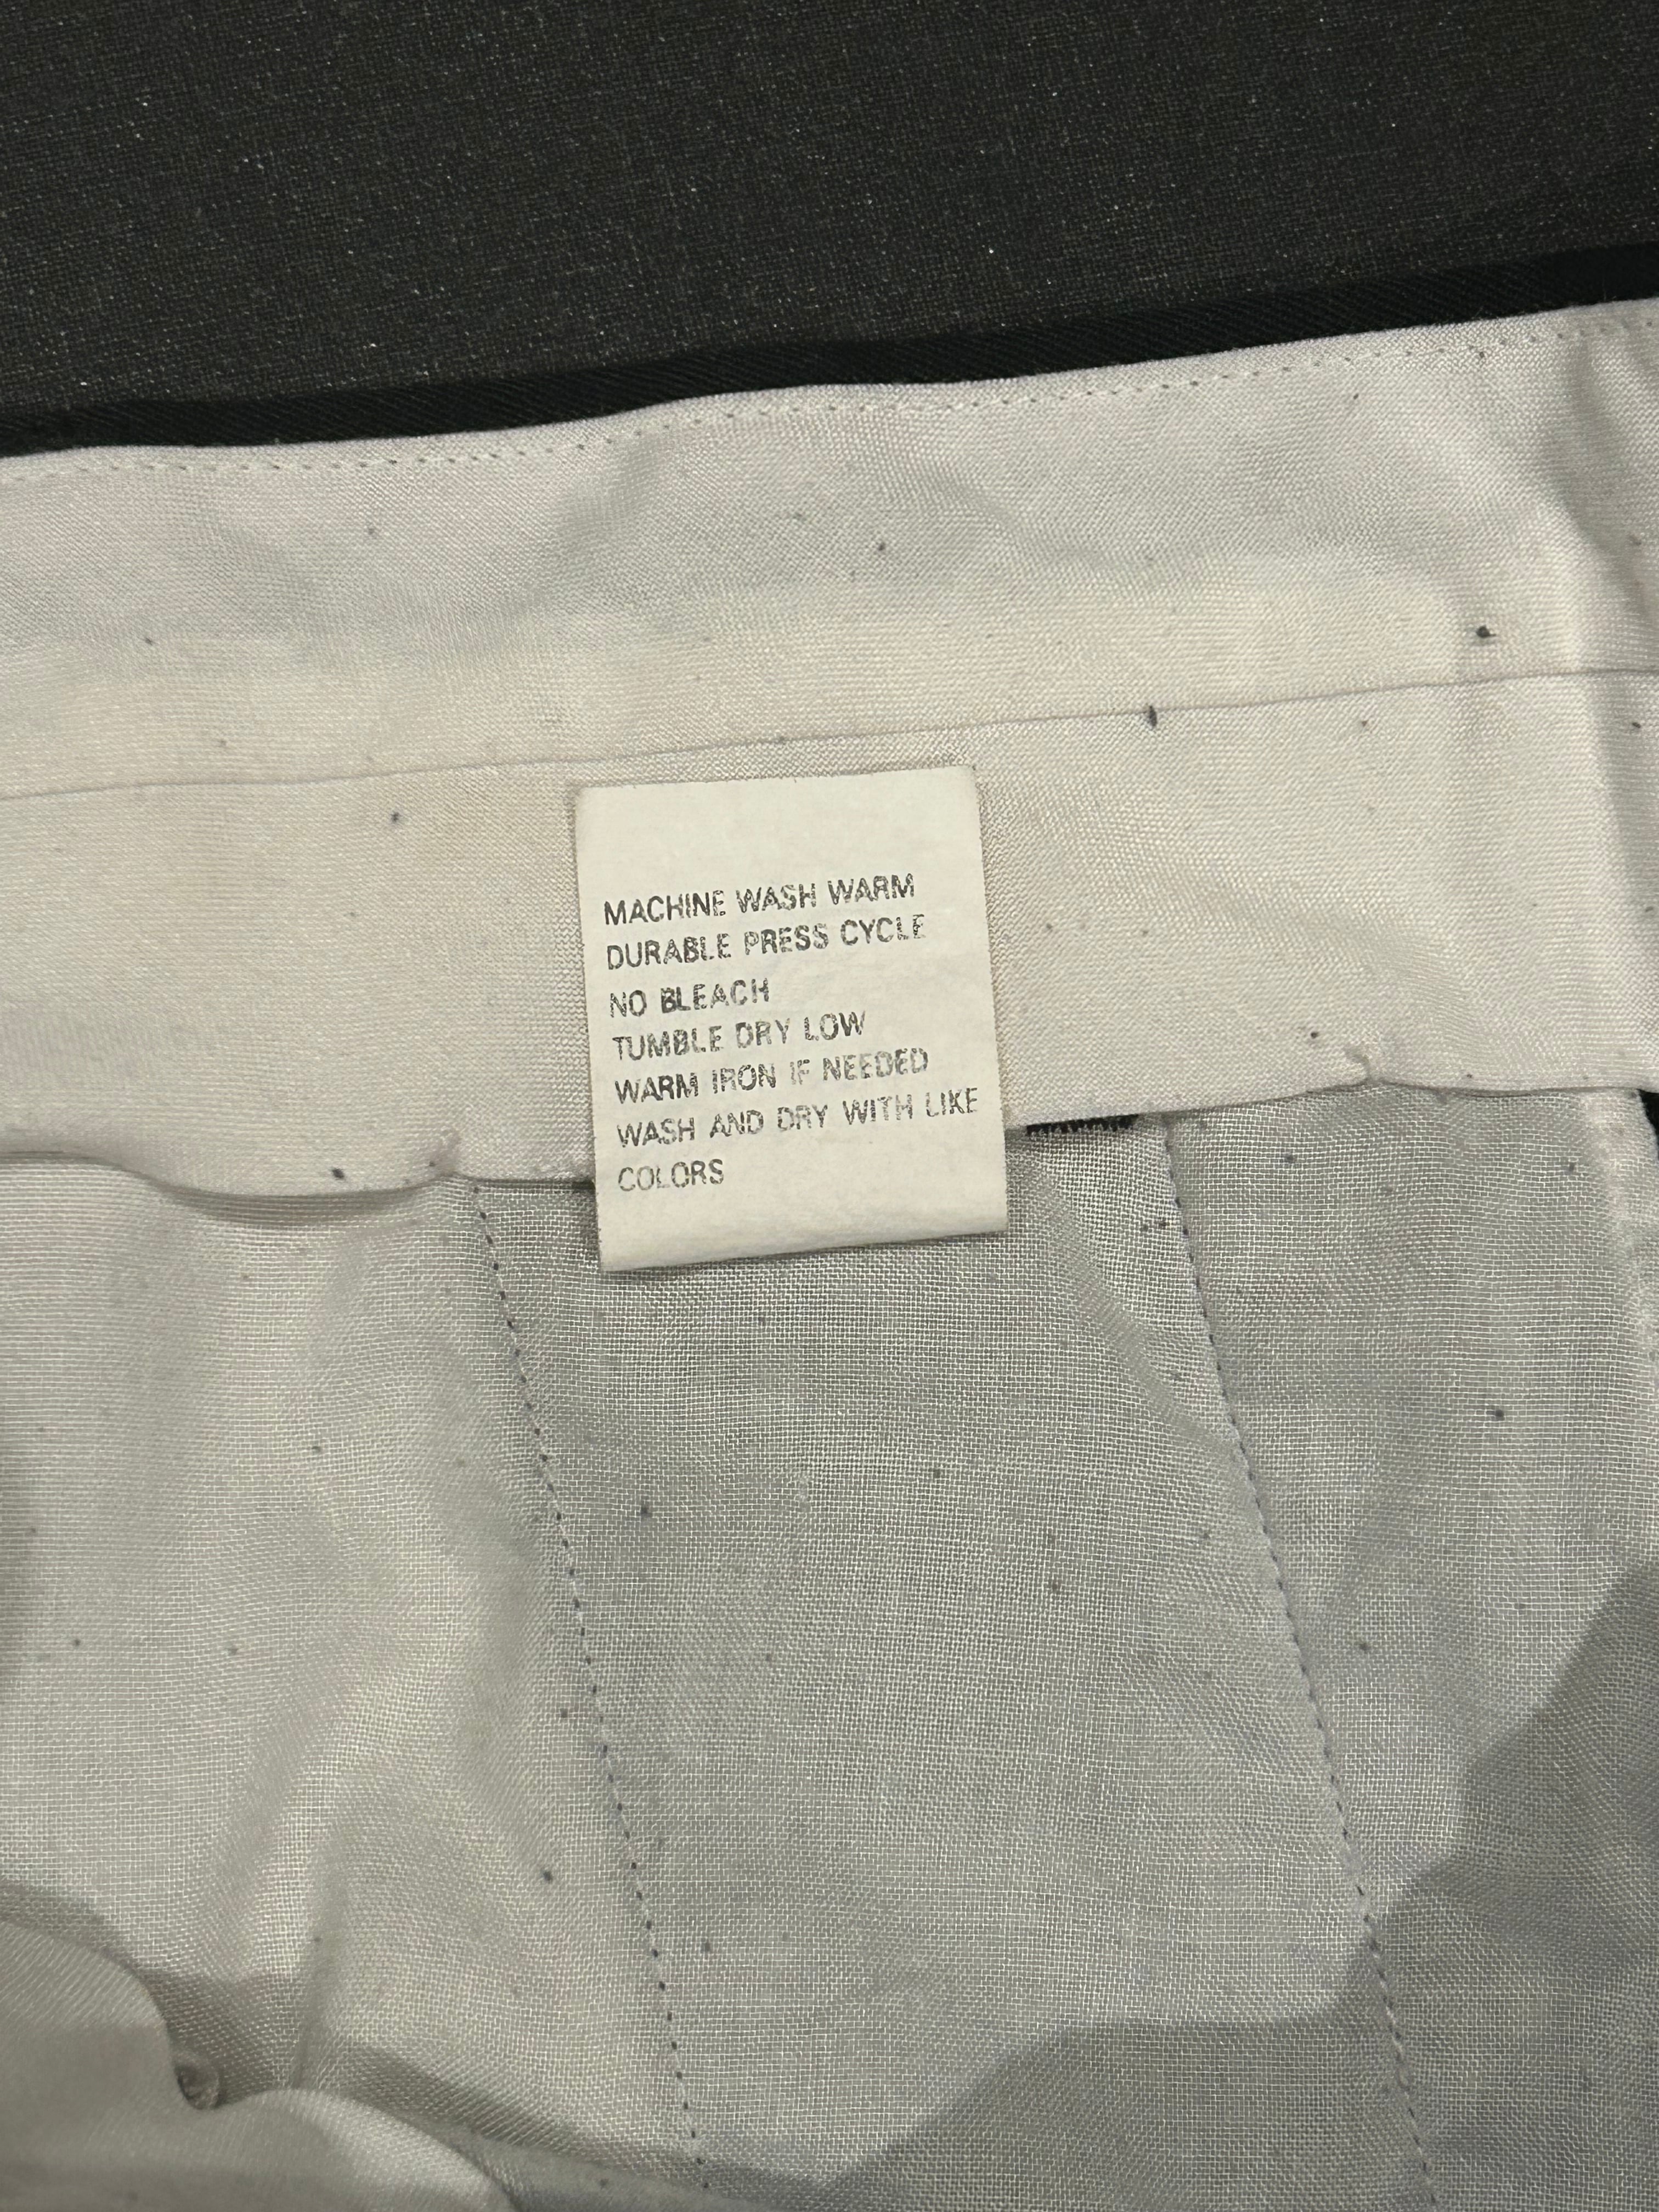 MACHINE WASH WARM
DURABLE PRESS CYCLE
NO BLEACH
TUMBLE DRY LOW
WARM IRON IF NEEDED
WASH AND DRY WITH LIKE
COLORS